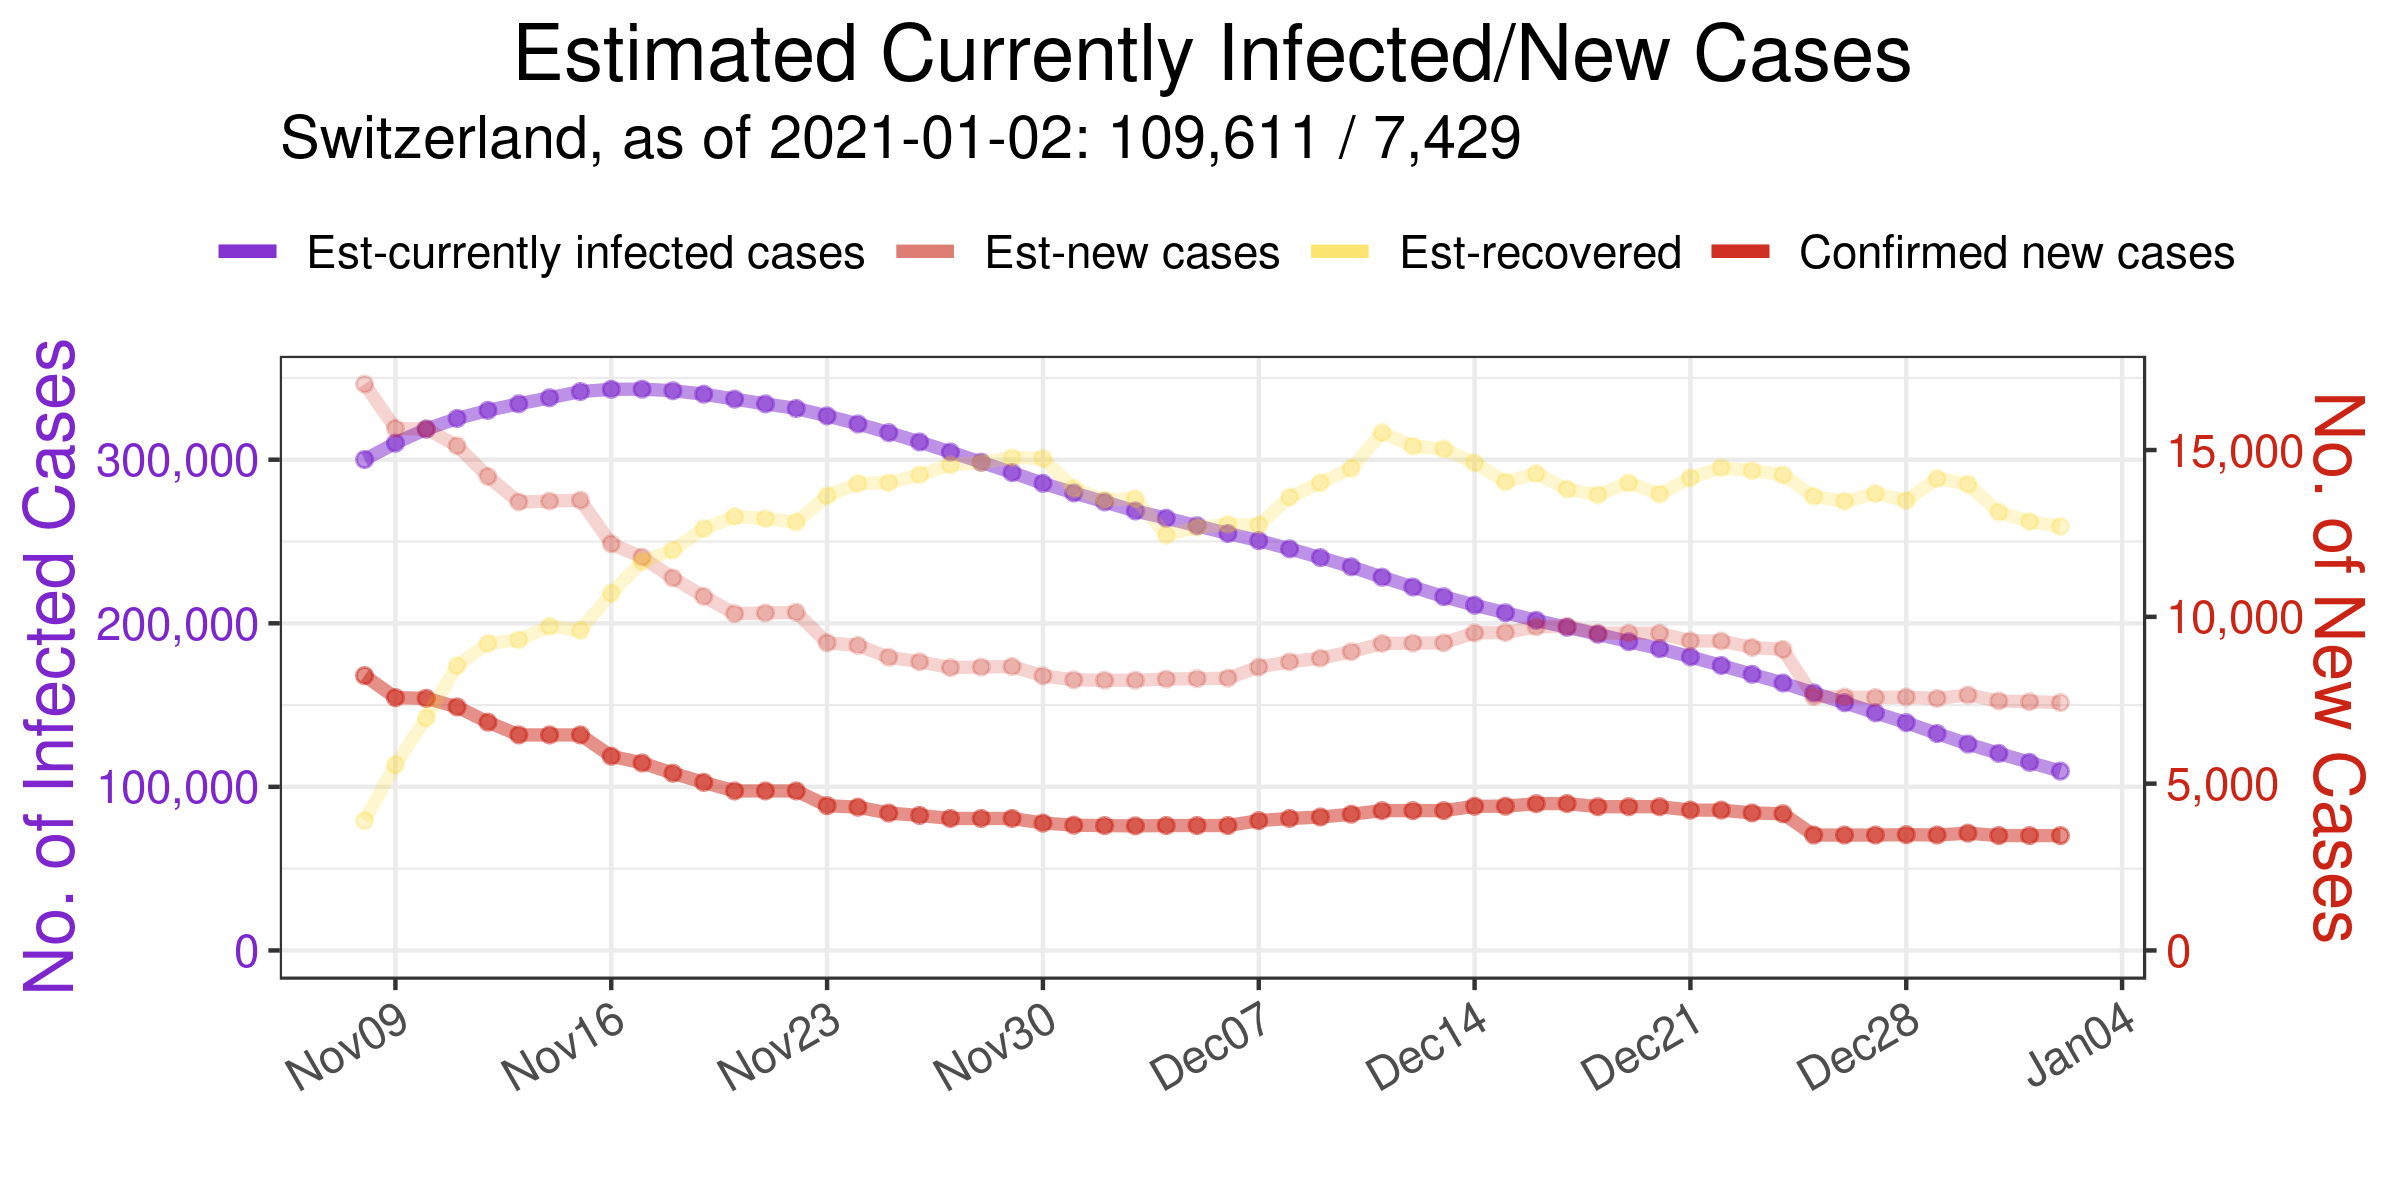 Estimated Currently Infected/New Cases
Switzerland, as of 2021-01-02: 109,611 / 7,429
Est-currently infected cases Est-new cases Est-recovered Confirmed new cases
No. of Infected Cases
300,000
200,000
100,000
0
15,000
10,000
5,000
0
No. of New Cases
Nov09 Nov16 Nov23 Nov30 Dec07 Dec14 Dec21 Dec28 Jan04